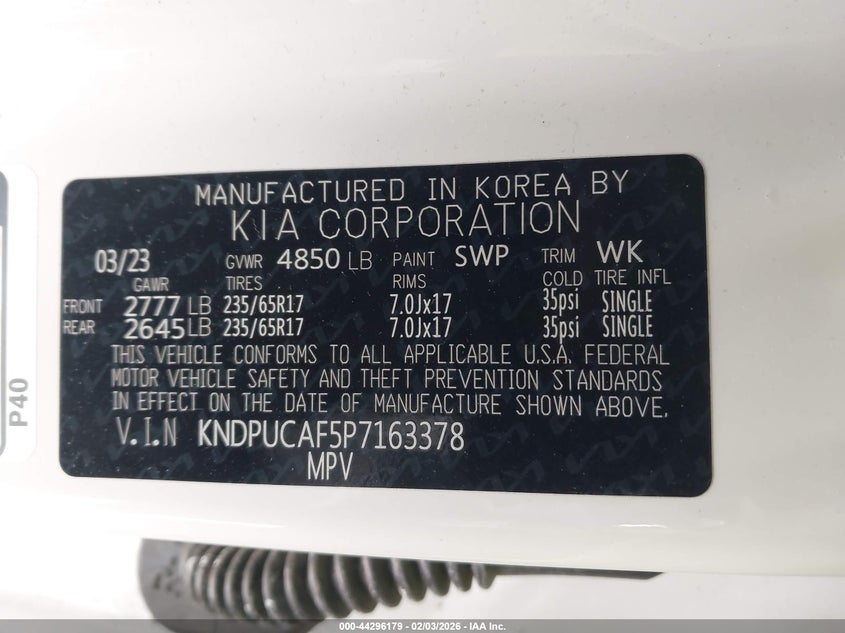 MANUFACTURED IN KOREA BY
KIA CORPORATION
03/23 GVWR 4850 LB PAINT SWP TRIM WK
GAWR TIRES RIMS COLD TIRE INFL
FRONT 2777 LB 235/65R17 7.0Jx17 35psi SINGLE
REAR 2645 LB 235/65R17 7.0Jx17 35psi SINGLE
THIS VEHICLE CONFORMS TO ALL APPLICABLE U.S.A. FEDERAL
MOTOR VEHICLE SAFETY AND THEFT PREVENTION STANDARDS
IN EFFECT ON THE DATE OF MANUFACTURE SHOWN ABOVE.
V.I.N KNDPUCAF5P7163378
MPV
P40
000-44296179 - 02/03/2026 - IAA Inc.